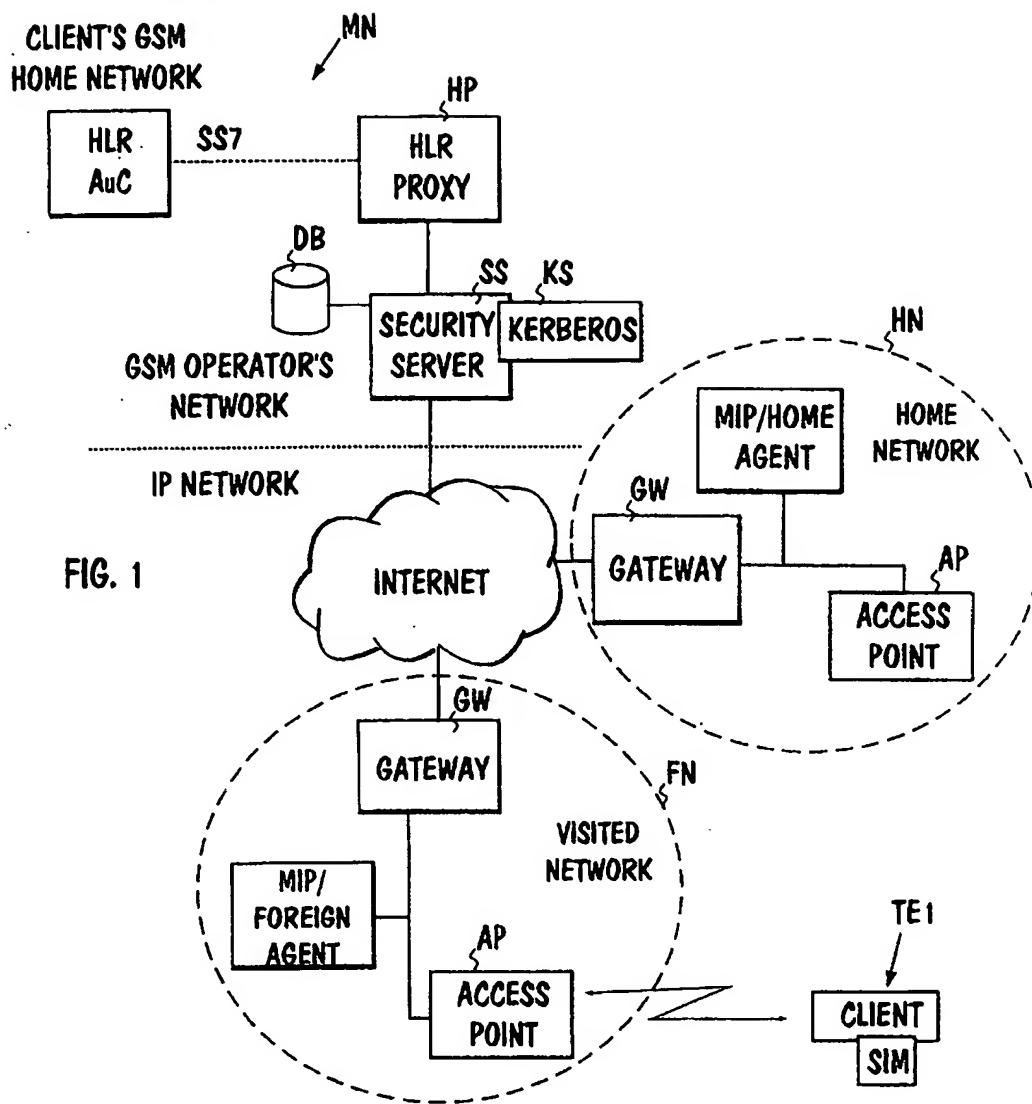 CLIENT'S GSM
HOME NETWORK
MN
HLR
AuC
SS7
HP
HLR
PROXY
DB
SS
KS
SECURITY
SERVER
KERBEROS
GSM OPERATOR'S
NETWORK
IP NETWORK
HN
MIP/HOME
AGENT
HOME
NETWORK
GW
GATEWAY
AP
ACCESS
POINT
FIG. 1
INTERNET
GW
GATEWAY
FN
VISITED
NETWORK
MIP/
FOREIGN
AGENT
AP
ACCESS
POINT
TE1
CLIENT
SIM